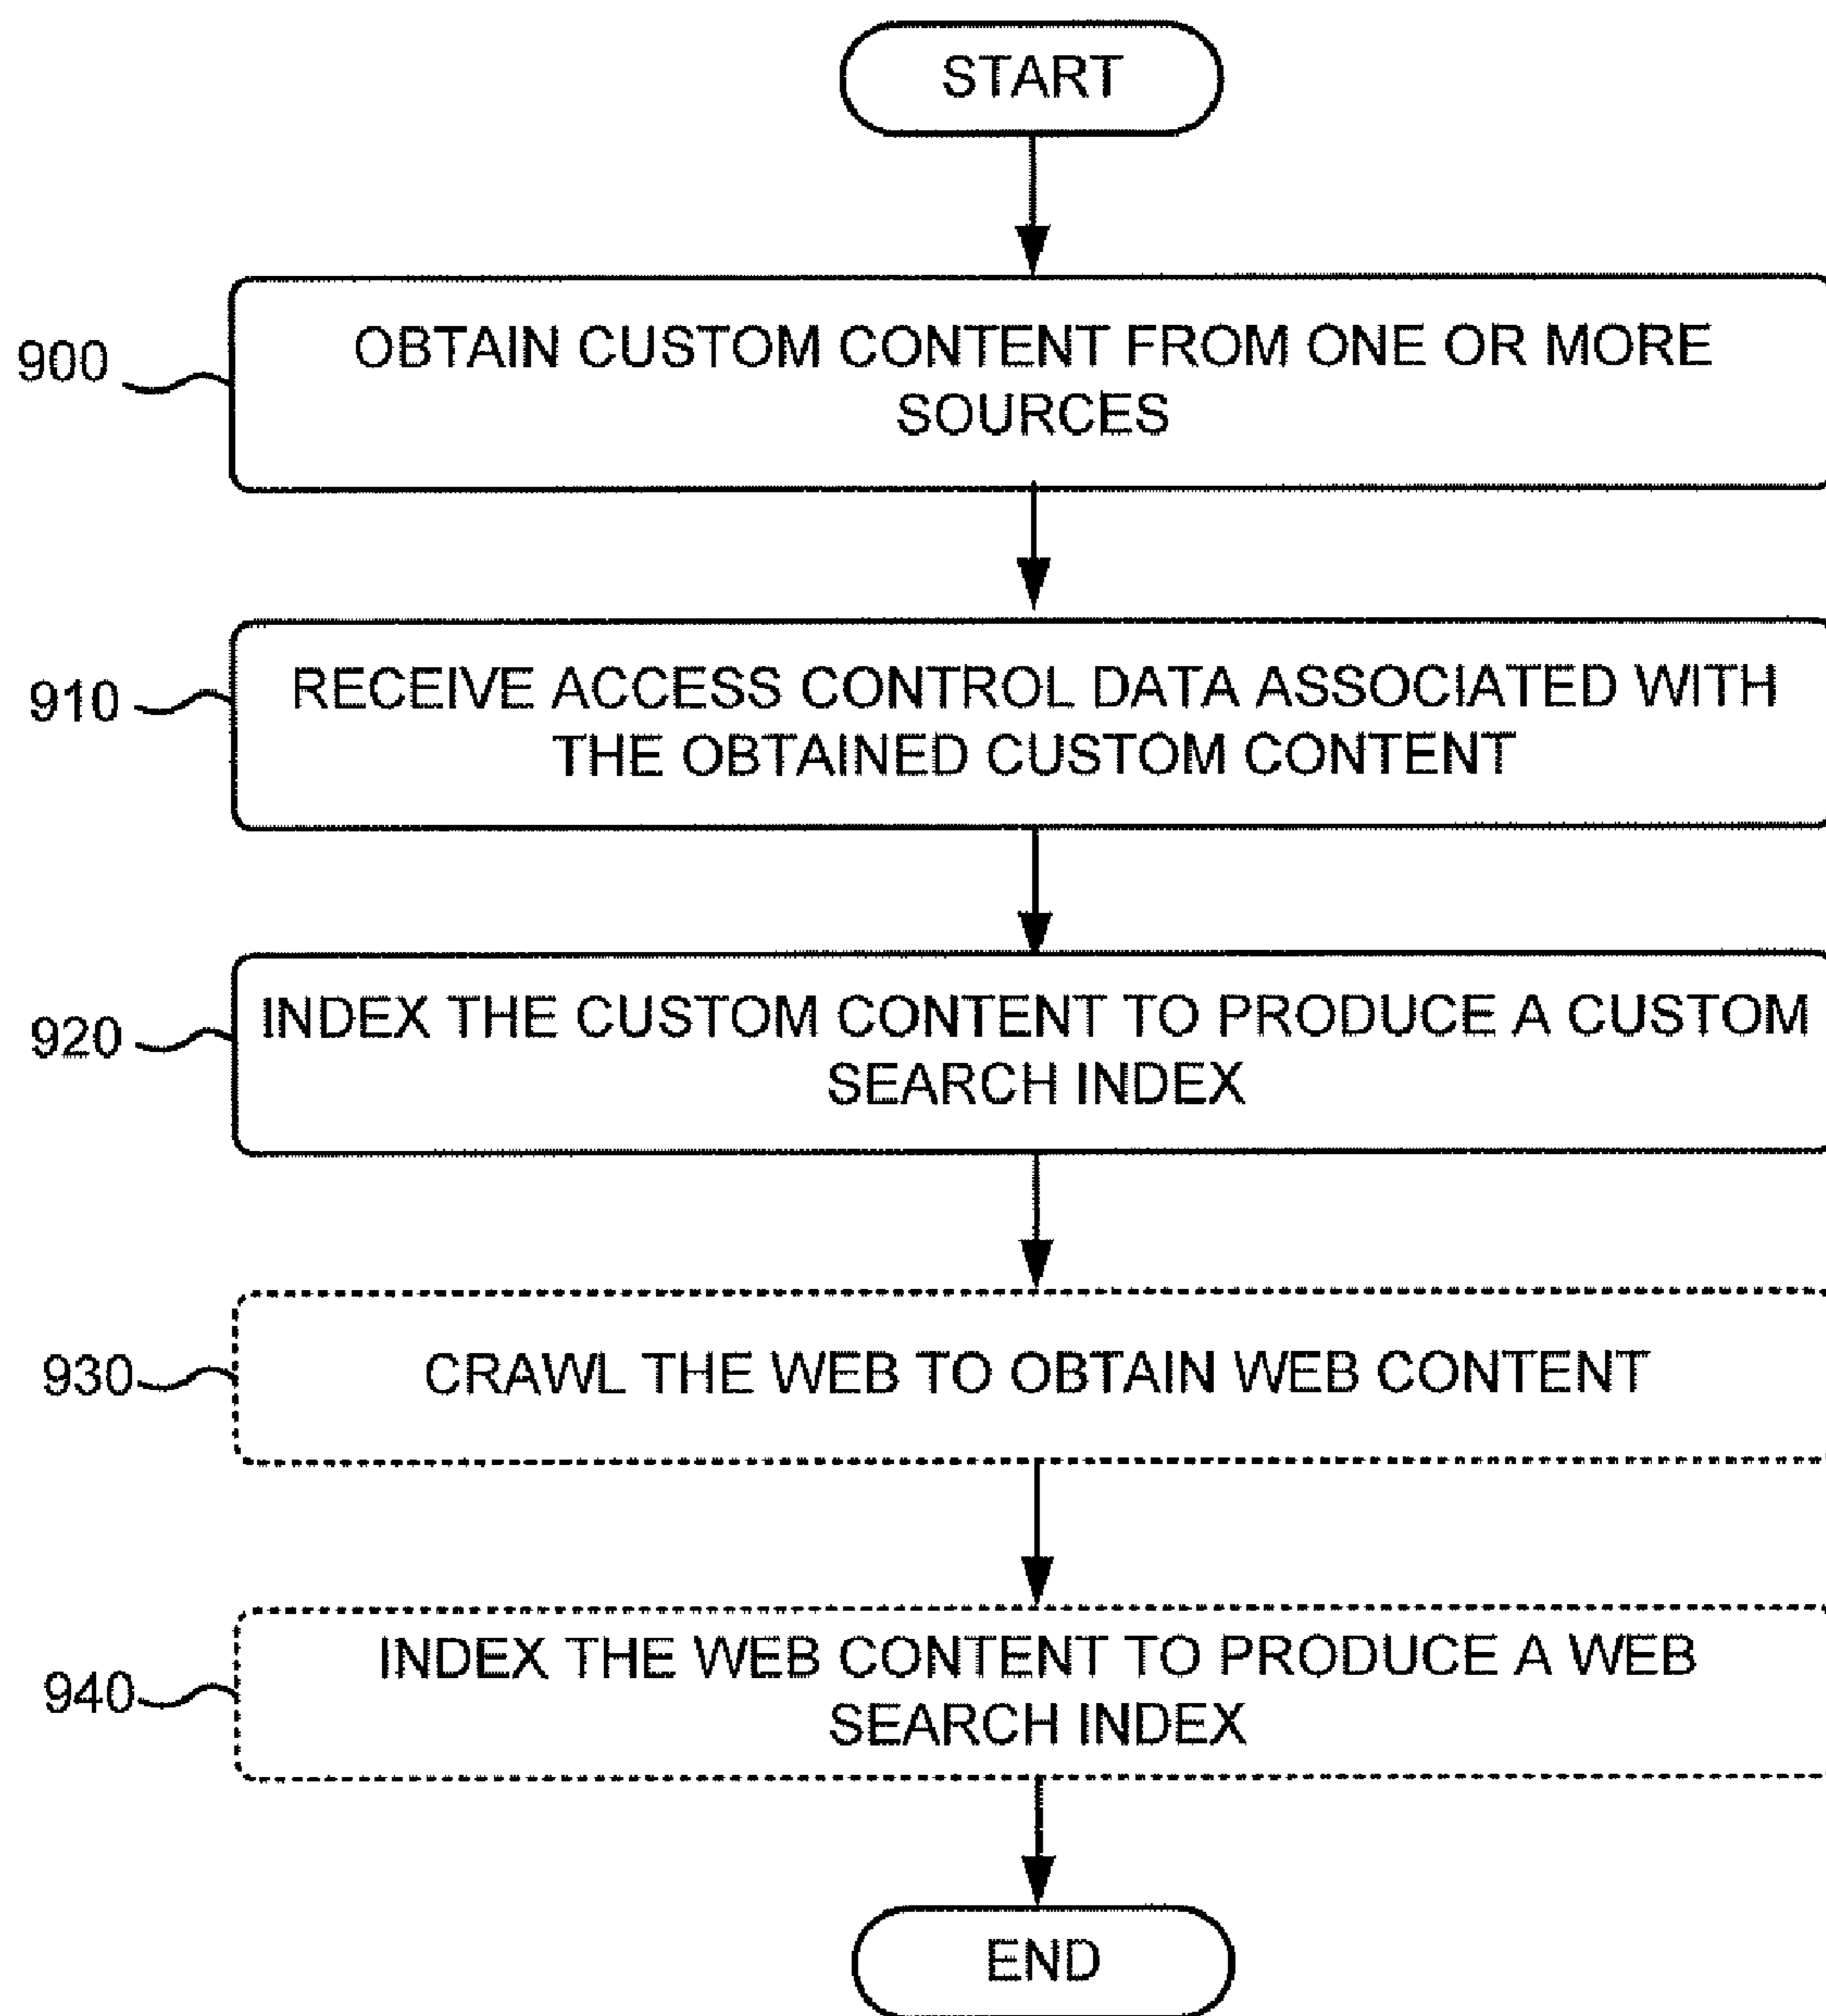 START
900
OBTAIN CUSTOM CONTENT FROM ONE OR MORE
SOURCES
910
RECEIVE ACCESS CONTROL DATA ASSOCIATED WITH
THE OBTAINED CUSTOM CONTENT
920
INDEX THE CUSTOM CONTENT TO PRODUCE A CUSTOM
SEARCH INDEX
930
CRAWL THE WEB TO OBTAIN WEB CONTENT
940
INDEX THE WEB CONTENT TO PRODUCE A WEB
SEARCH INDEX
END